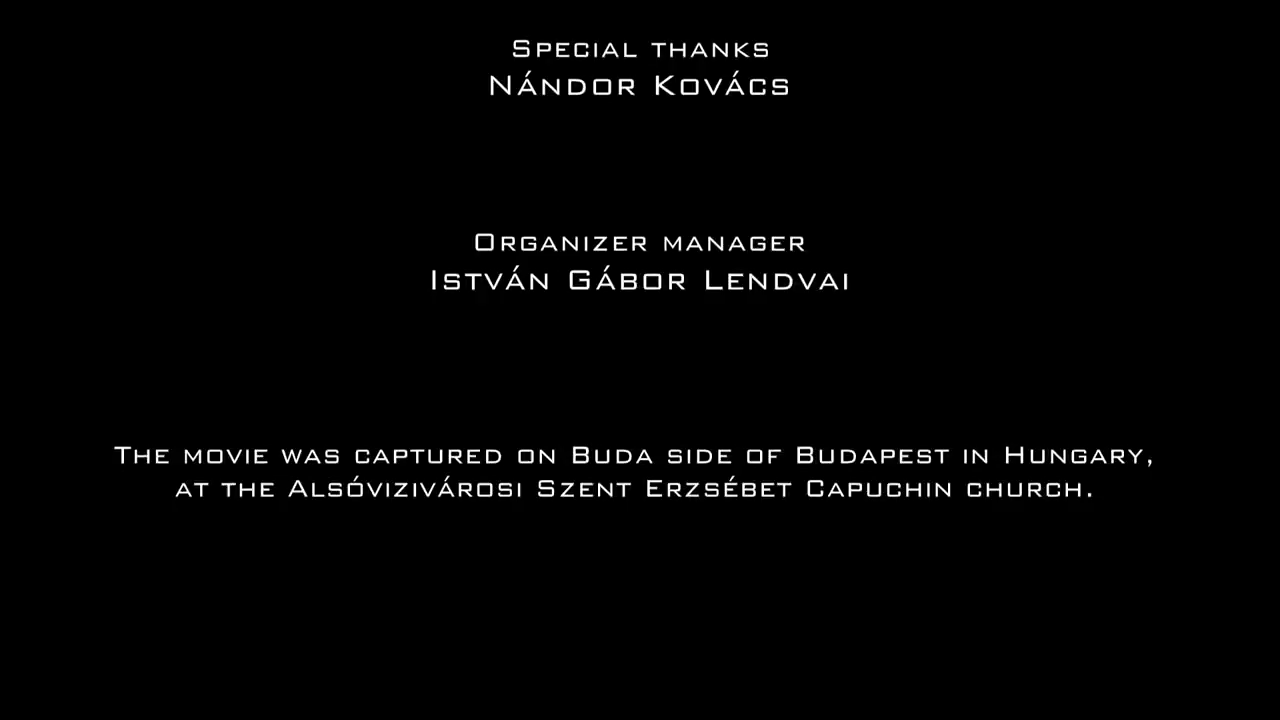 Special thanks
Nándor Kovács
Organizer manager
István Gábor Lendvai
The movie was captured on Buda side of Budapest in Hungary,
at the Alsóvizivárosi Szent Erzsébet Capuchin church.